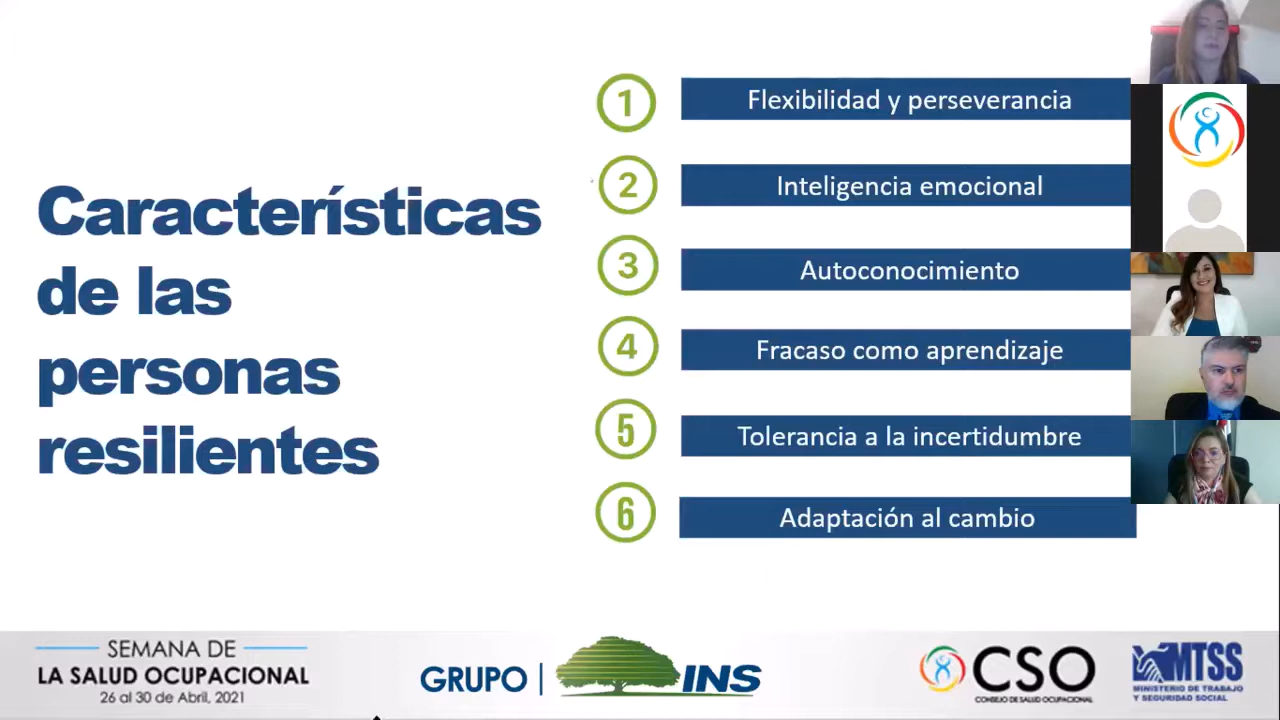 Características
de las
personas
resilientes
1
Flexibilidad y perseverancia
2
Inteligencia emocional
3
Autoconocimiento
4
Fracaso como aprendizaje
5
Tolerancia a la incertidumbre
6
Adaptación al cambio
SEMANA DE
LA SALUD OCUPACIONAL
26 al 30 de Abril, 2021
GRUPO | INS
CSO
CONSEJO DE SALUD OCUPACIONAL
MTSS
MINISTERIO DE TRABAJO
Y SEGURIDAD SOCIAL